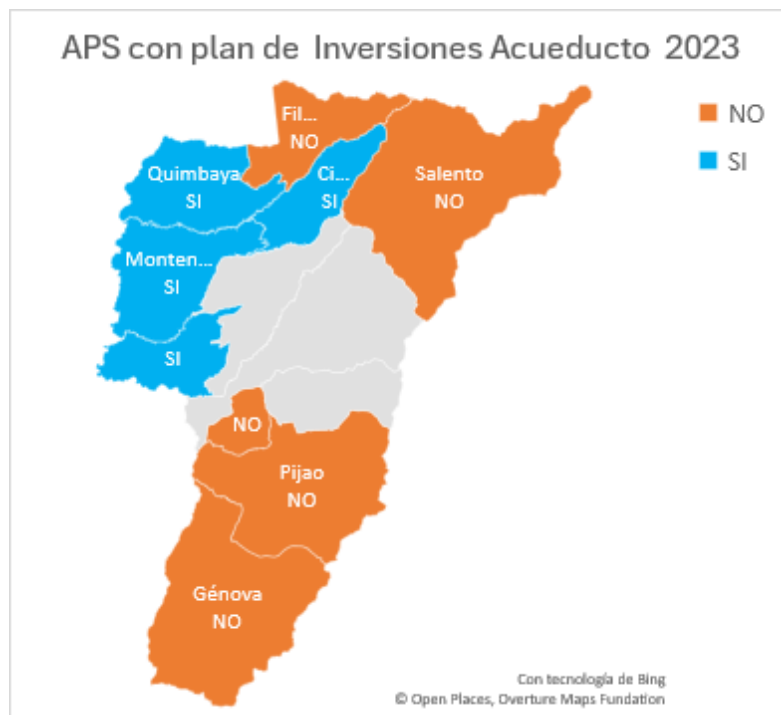 APS con plan de Inversiones Acueducto 2023
NO
SI
Fil...
NO
Quimbaya
SI
Ci...
SI
Salento
NO
Monten...
SI
SI
NO
Pijao
NO
Génova
NO
Con tecnología de Bing
© Open Places, Overture Maps Foundation